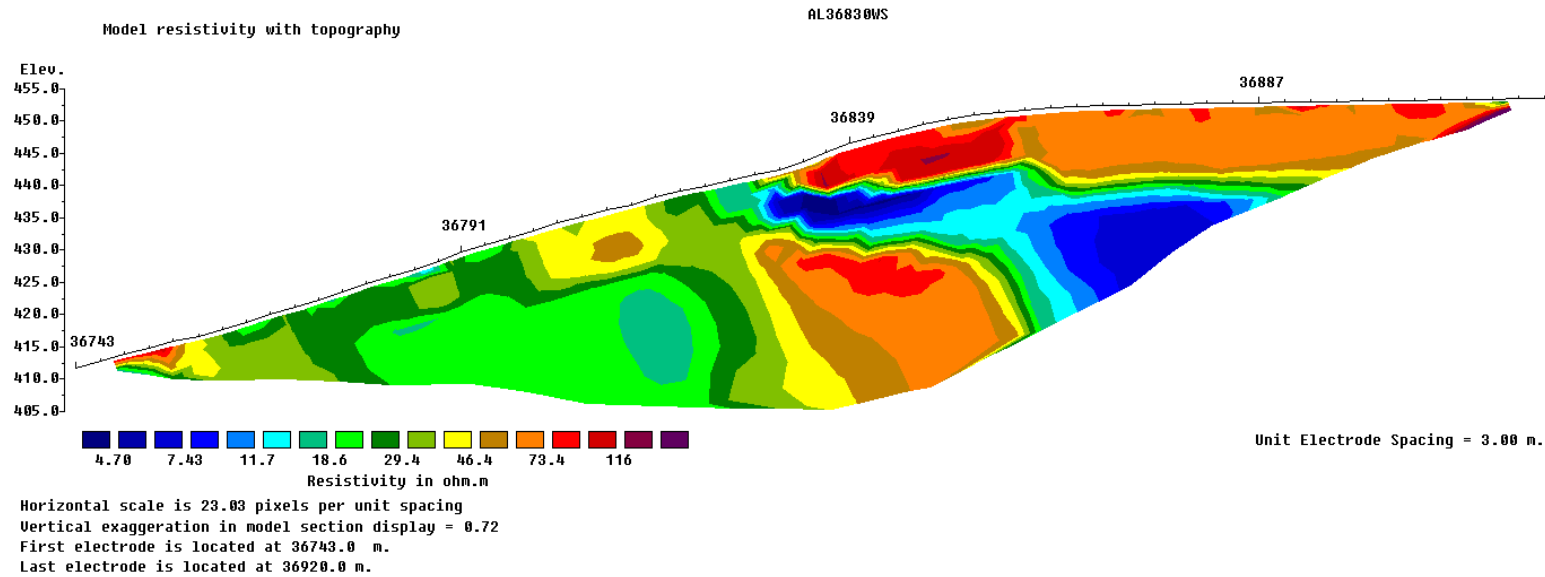 AL36830WS
Model resistivity with topography
Elev.
455.0
36887
450.0
36839
445.0
440.0
435.0
36791
430.0
425.0
420.0
36743
415.0
410.0
405.0
4.70 7.43 11.7 18.6 29.4 46.4 73.4 116
Unit Electrode Spacing = 3.00 m.
Resistivity in ohm.m
Horizontal scale is 23.03 pixels per unit spacing
Vertical exaggeration in model section display = 0.72
First electrode is located at 36743.0 m.
Last electrode is located at 36920.0 m.